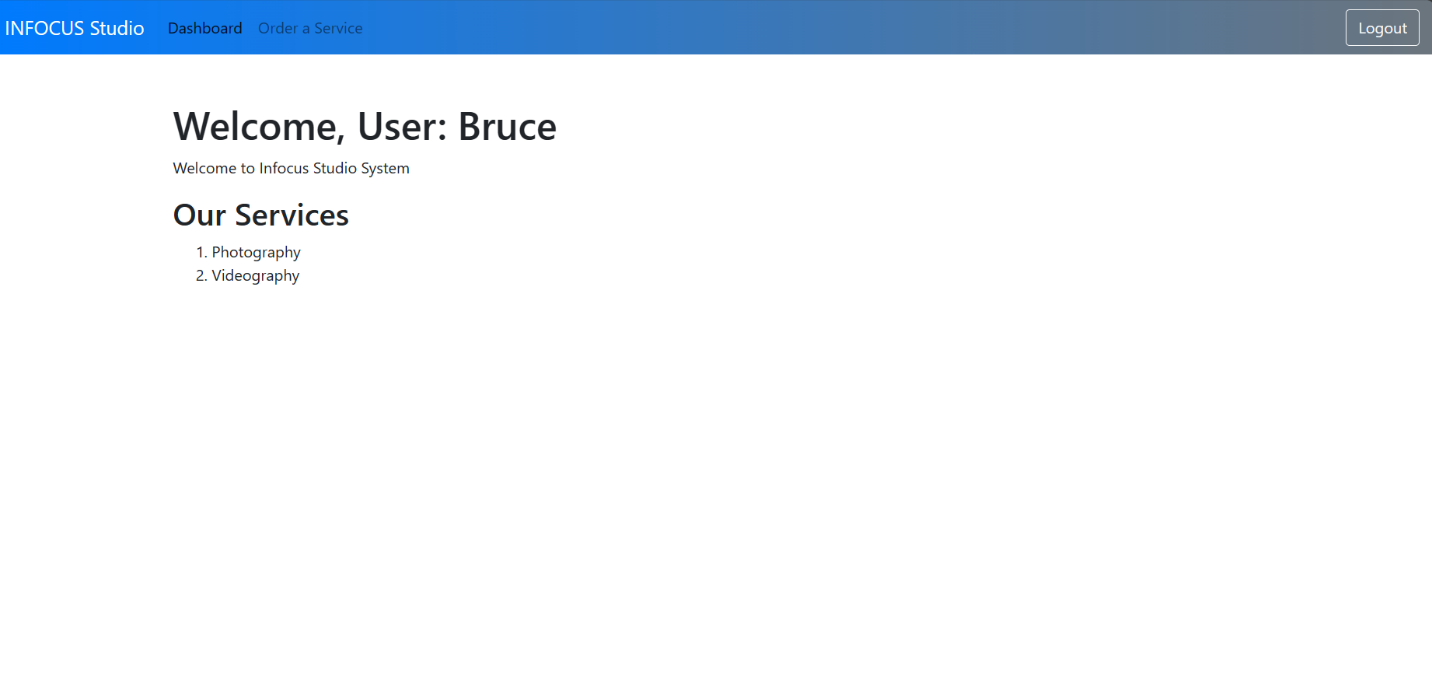 INFOCUS Studio Dashboard Order a Service Logout
Welcome, User: Bruce
Welcome to Infocus Studio System
Our Services
1. Photography
2. Videography